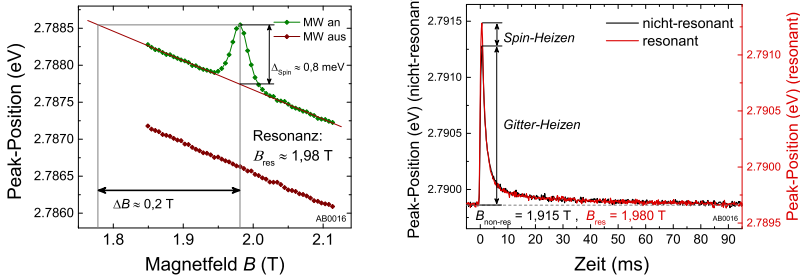 MW an
MW aus
2.7885
2.7880
2.7875
2.7870
2.7865
2.7860
Peak-Position (eV)
Δ_Spin ≈ 0,8 meV
Resonanz:
B_res ≈ 1,98 T
ΔB ≈ 0,2 T
AB0016
1.8 1.9 2.0 2.1
Magnetfeld B (T)
nicht-resonant
resonant
Spin-Heizen
Gitter-Heizen
2.7915
2.7910
2.7905
2.7900
Peak-Position (eV) (nicht-resonant)
2.7910
2.7905
2.7900
2.7895
Peak-Position (eV) (resonant)
B_non-res = 1,915 T , B_res = 1,980 T
AB0016
0 10 20 30 40 50 60 70 80 90
Zeit (ms)